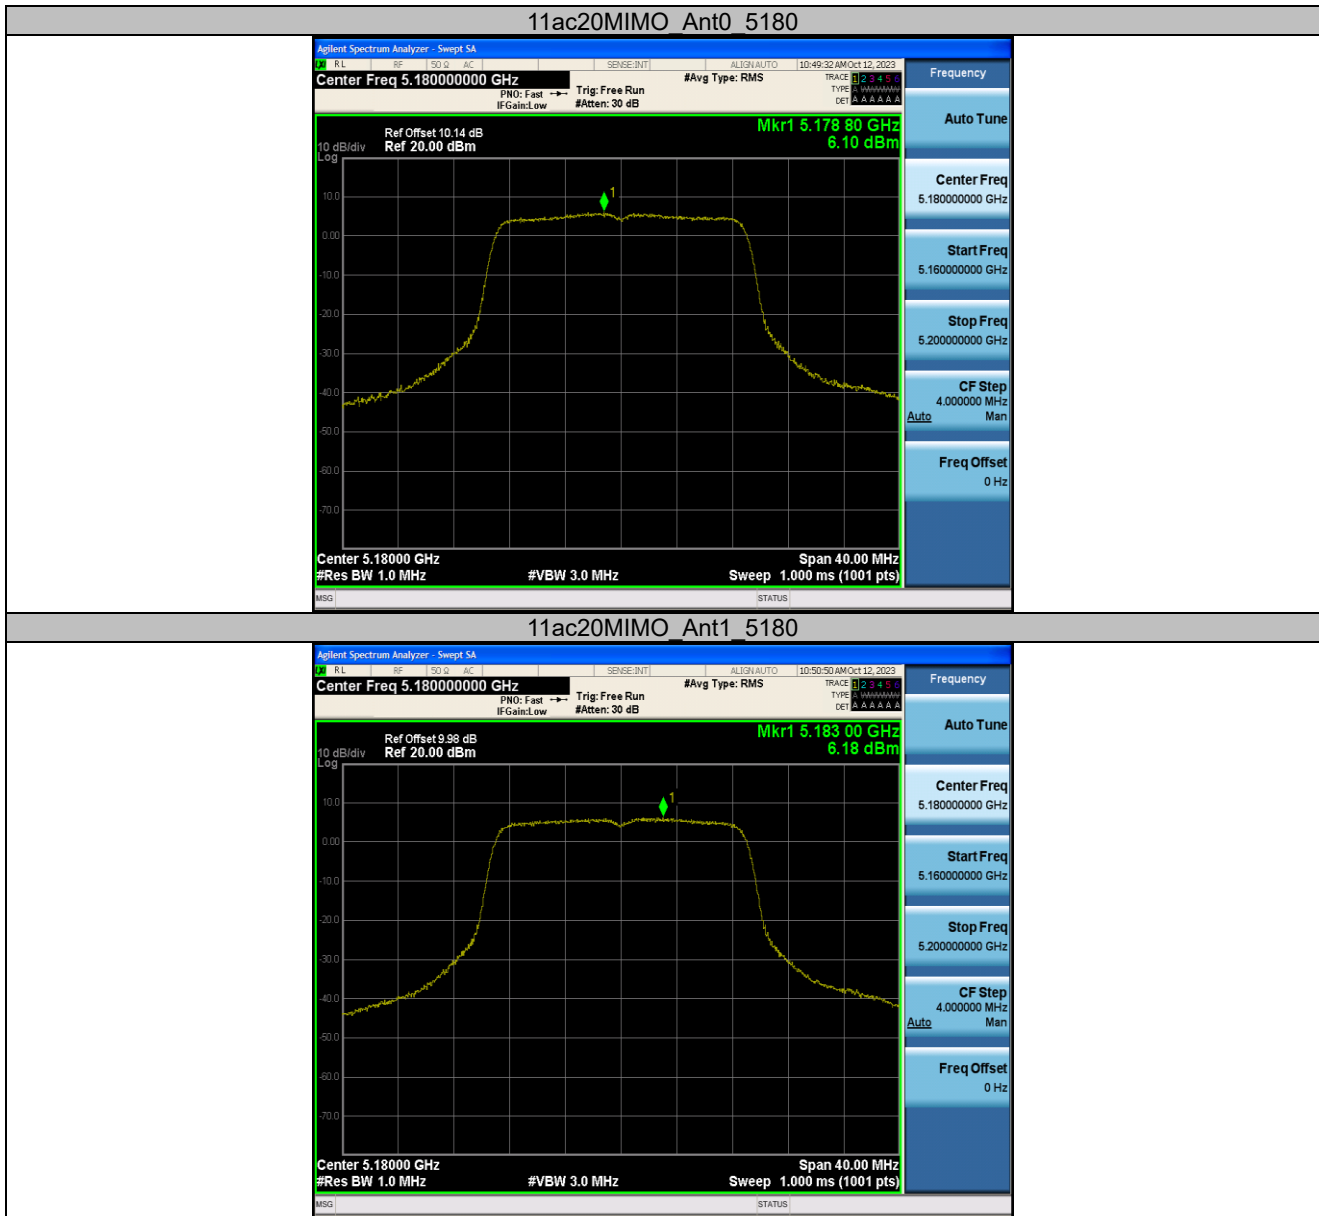 11ac20MIMO_Ant0_5180
Agilent Spectrum Analyzer - Swept SA
RL RF 50 Ω AC SENSE:INT ALIGN AUTO 10:49:32 AM Oct 12, 2023
Center Freq 5.180000000 GHz
PNO: Fast
IFGain:Low
Trig: Free Run
#Atten: 30 dB
#Avg Type: RMS
TRACE 1 2 3 4 5 6
TYPE A WWWWW
DET A A A A A A
Frequency
Mkr1 5.178 80 GHz
6.10 dBm
Ref Offset 10.14 dB
10 dB/div Ref 20.00 dBm
Log
1
10.0
0.00
-10.0
-20.0
-30.0
-40.0
-50.0
-60.0
-70.0
Center 5.18000 GHz Span 40.00 MHz
#Res BW 1.0 MHz #VBW 3.0 MHz Sweep 1.000 ms (1001 pts)
MSG STATUS
Auto Tune
Center Freq
5.180000000 GHz
Start Freq
5.160000000 GHz
Stop Freq
5.200000000 GHz
CF Step
4.000000 MHz
Auto Man
Freq Offset
0 Hz
11ac20MIMO_Ant1_5180
Agilent Spectrum Analyzer - Swept SA
RL RF 50 Ω AC SENSE:INT ALIGN AUTO 10:50:50 AM Oct 12, 2023
Center Freq 5.180000000 GHz
PNO: Fast
IFGain:Low
Trig: Free Run
#Atten: 30 dB
#Avg Type: RMS
TRACE 1 2 3 4 5 6
TYPE A WWWWW
DET A A A A A A
Frequency
Mkr1 5.183 00 GHz
6.18 dBm
Ref Offset 9.98 dB
10 dB/div Ref 20.00 dBm
Log
1
10.0
0.00
-10.0
-20.0
-30.0
-40.0
-50.0
-60.0
-70.0
Center 5.18000 GHz Span 40.00 MHz
#Res BW 1.0 MHz #VBW 3.0 MHz Sweep 1.000 ms (1001 pts)
MSG STATUS
Auto Tune
Center Freq
5.180000000 GHz
Start Freq
5.160000000 GHz
Stop Freq
5.200000000 GHz
CF Step
4.000000 MHz
Auto Man
Freq Offset
0 Hz